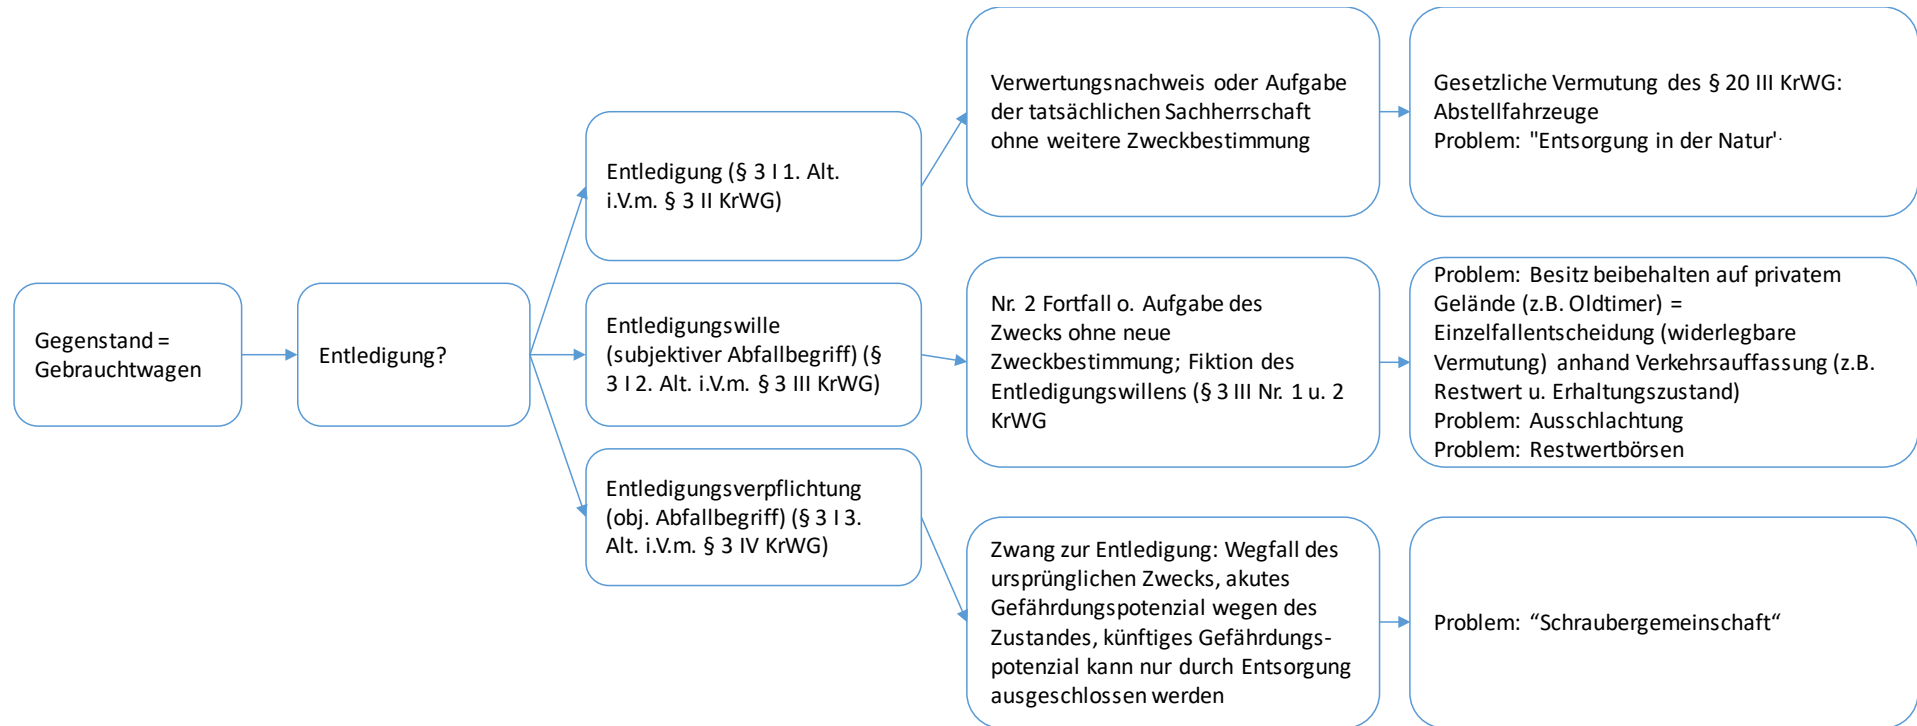 Gegenstand =
Gebrauchtwagen
Entledigung?
Entledigung (§ 3 I 1. Alt.
i.V.m. § 3 II KrWG)
Verwertungsnachweis oder Aufgabe
der tatsächlichen Sachherrschaft
ohne weitere Zweckbestimmung
Gesetzliche Vermutung des § 20 III KrWG:
Abstellfahrzeuge
Problem: "Entsorgung in der Natur'
Entledigungswille
(subjektiver Abfallbegriff) (§
3 I 2. Alt. i.V.m. § 3 III KrWG)
Nr. 2 Fortfall o. Aufgabe des
Zwecks ohne neue
Zweckbestimmung; Fiktion des
Entledigungswillens (§ 3 III Nr. 1 u. 2
KrWG
Problem: Besitz beibehalten auf privatem
Gelände (z.B. Oldtimer) =
Einzelfallentscheidung (widerlegbare
Vermutung) anhand Verkehrsauffassung (z.B.
Restwert u. Erhaltungszustand)
Problem: Ausschlachtung
Problem: Restwertbörsen
Entledigungsverpflichtung
(obj. Abfallbegriff) (§ 3 I 3.
Alt. i.V.m. § 3 IV KrWG)
Zwang zur Entledigung: Wegfall des
ursprünglichen Zwecks, akutes
Gefährdungspotenzial wegen des
Zustandes, künftiges Gefährdungs-
potenzial kann nur durch Entsorgung
ausgeschlossen werden
Problem: “Schraubergemeinschaft“